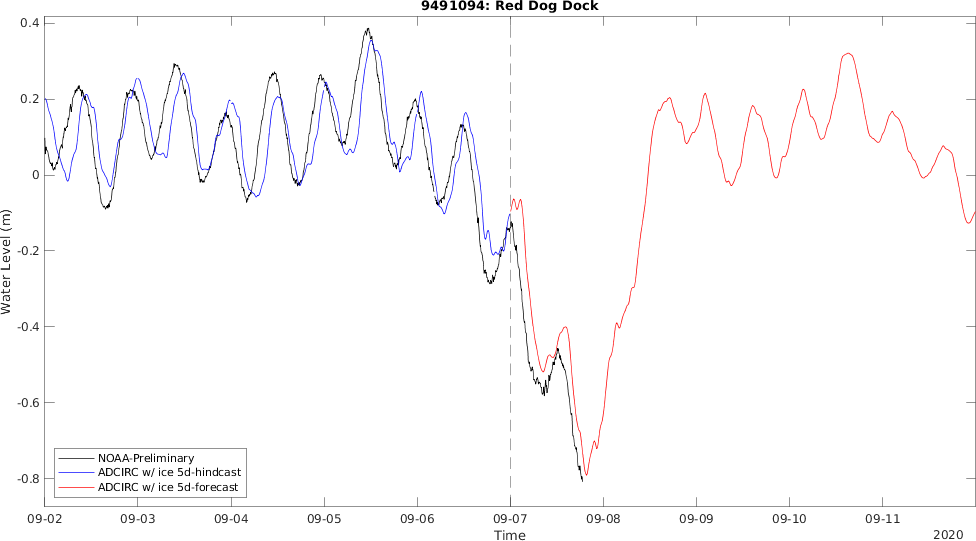 9491094: Red Dog Dock
0.4
0.2
0
-0.2
-0.4
-0.6
-0.8
Water Level (m)
NOAA-Preliminary
ADCIRC w/ ice 5d-hindcast
ADCIRC w/ ice 5d-forecast
09-02 09-03 09-04 09-05 09-06 09-07 09-08 09-09 09-10 09-11
Time
2020